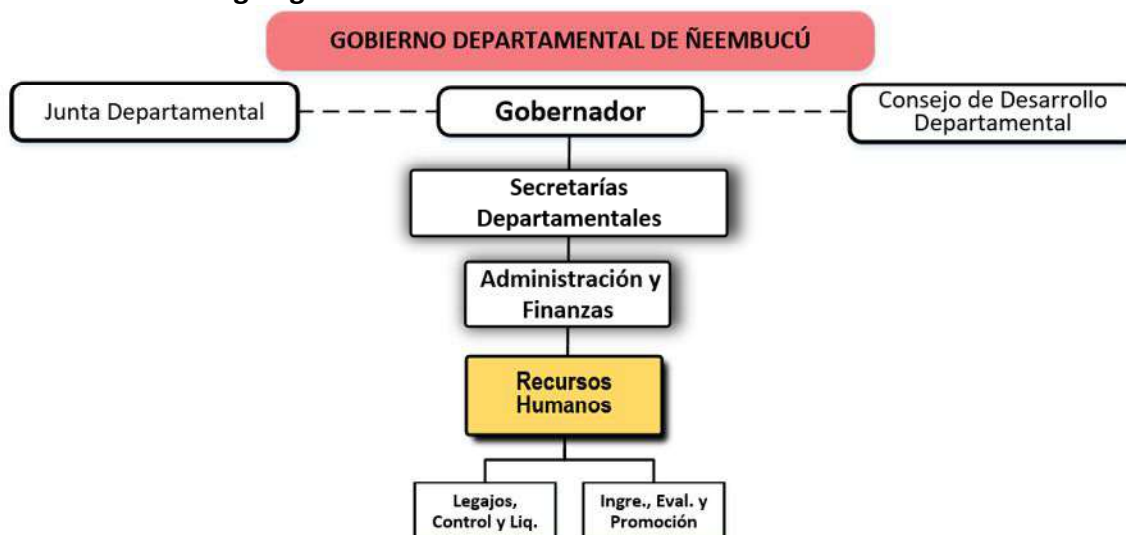 GOBIERNO DEPARTAMENTAL DE ÑEEMBUCÚ
Junta Departamental
Gobernador
Consejo de Desarrollo
Departamental
Secretarías
Departamentales
Administración y
Finanzas
Recursos
Humanos
Legajos,
Control y Liq.
Ingre., Eval. y
Promoción